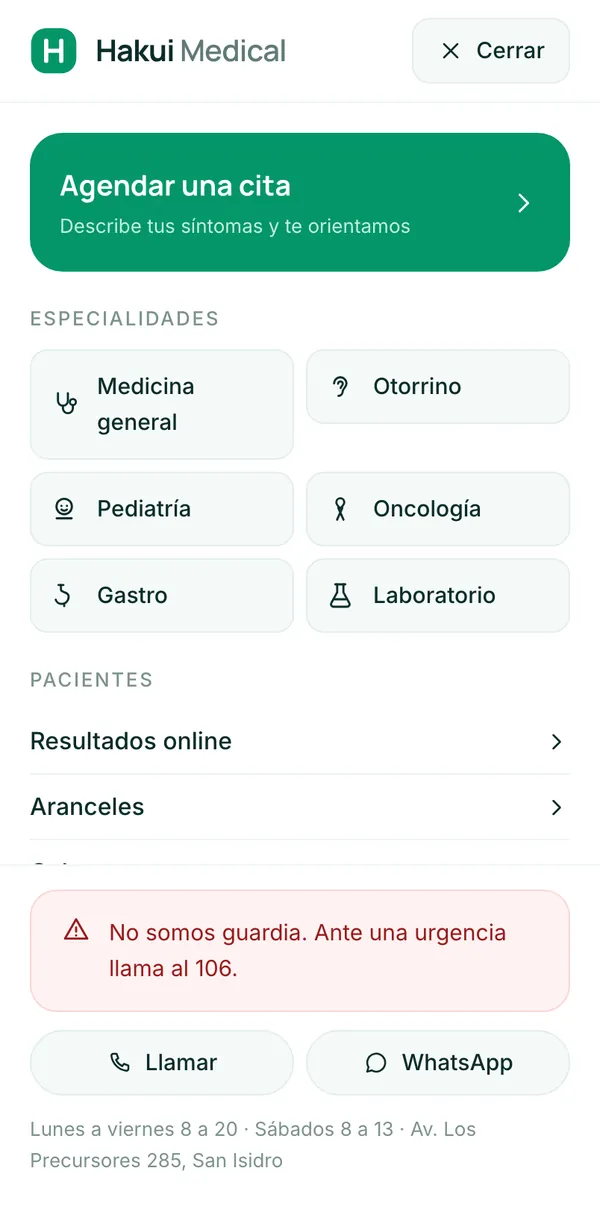 H Hakui Medical
Cerrar
Agendar una cita
Describe tus síntomas y te orientamos
ESPECIALIDADES
Medicina
general
Otorrino
Pediatría
Oncología
Gastro
Laboratorio
PACIENTES
Resultados online
Aranceles
No somos guardia. Ante una urgencia
llama al 106.
Llamar
WhatsApp
Lunes a viernes 8 a 20 · Sábados 8 a 13 · Av. Los
Precursores 285, San Isidro